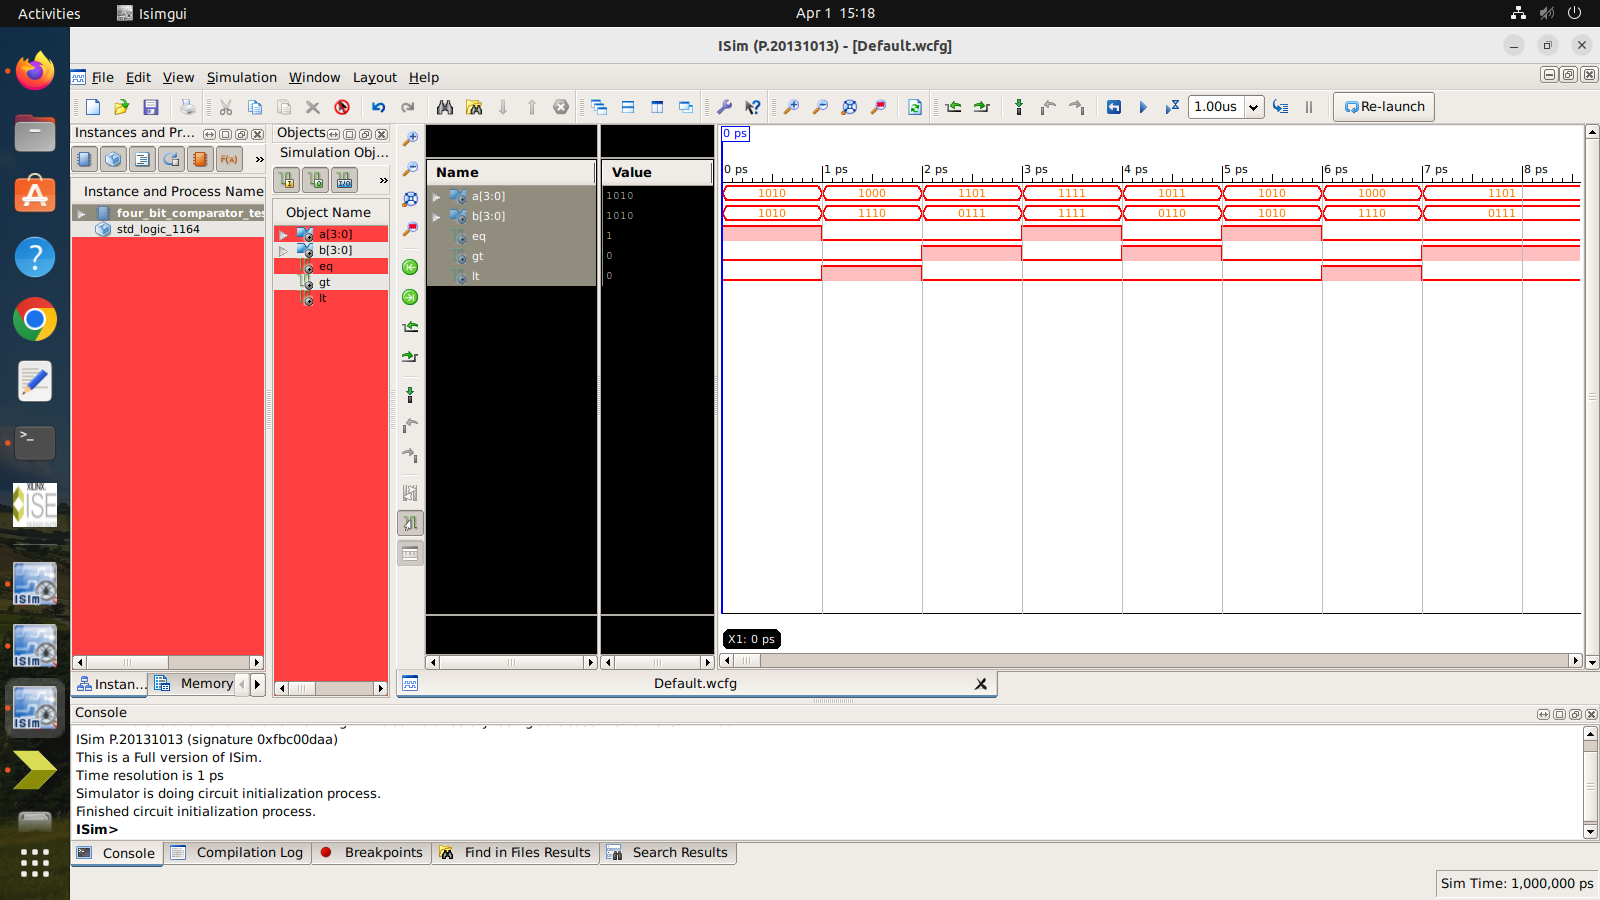 Activities
Isimgui
Apr 1 15:18
ISim (P.20131013) - [Default.wcfg]
File Edit View Simulation Window Layout Help
1.00us
Re-launch
Instances and Pr...
Objects
Simulation Obj...
F(x)
»
»
Instance and Process Name
four_bit_comparator_tes
std_logic_1164
Object Name
a[3:0]
b[3:0]
eq
gt
lt
Name
Value
a[3:0] 1010
b[3:0] 1010
eq 1
gt 0
lt 0
0 ps
0 ps 1 ps 2 ps 3 ps 4 ps 5 ps 6 ps 7 ps 8 ps
1010 1000 1101 1111 1011 1010 1000 1101
1010 1110 0111 1111 0110 1010 1110 0111
X1: 0 ps
Instan...
Memory
Default.wcfg
Console
ISim P.20131013 (signature 0xfbc00daa)
This is a Full version of ISim.
Time resolution is 1 ps
Simulator is doing circuit initialization process.
Finished circuit initialization process.
ISim>
Console
Compilation Log
Breakpoints
Find in Files Results
Search Results
Sim Time: 1,000,000 ps
XILINX
ISE
ISim
ISim
ISim